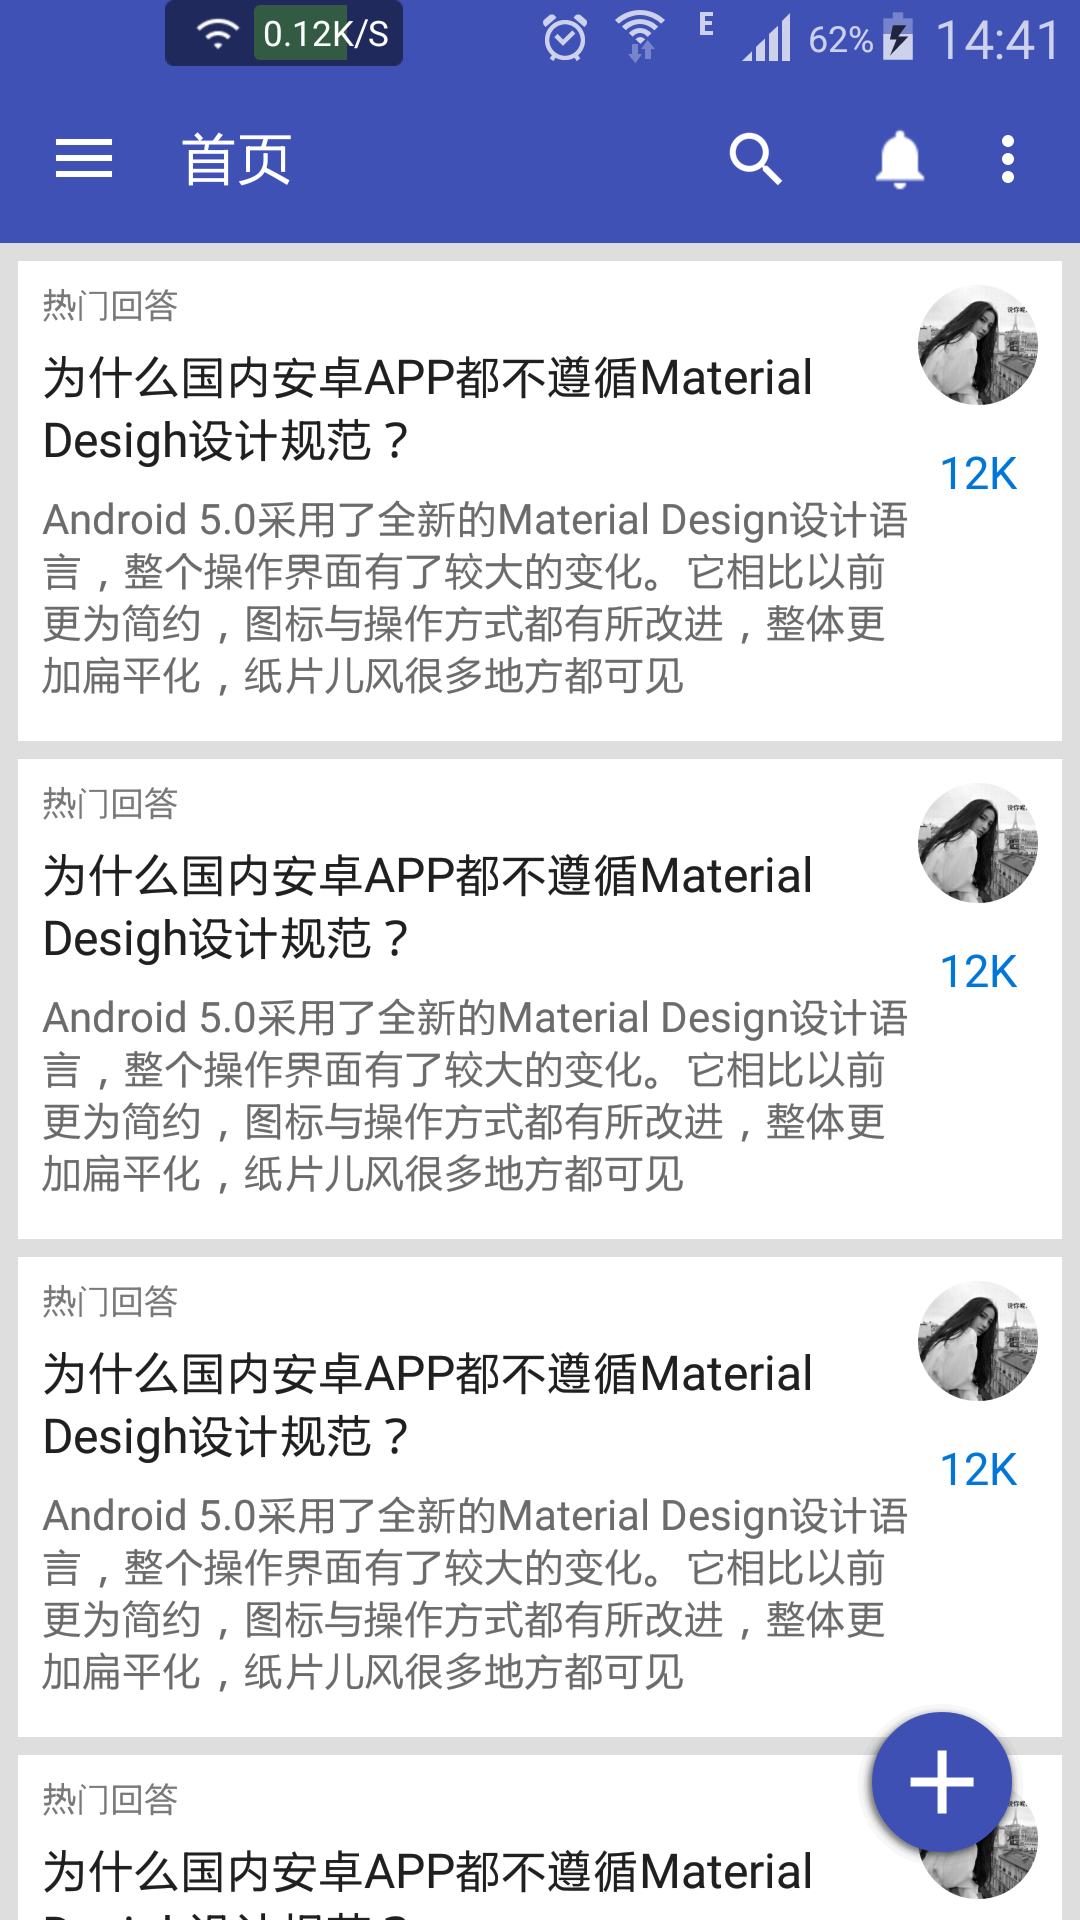 0.12K/S E 62% 14:41
首页
热门回答
为什么国内安卓APP都不遵循Material
Desigh设计规范？
12K
Android 5.0采用了全新的Material Design设计语
言，整个操作界面有了较大的变化。它相比以前
更为简约，图标与操作方式都有所改进，整体更
加扁平化，纸片儿风很多地方都可见
热门回答
为什么国内安卓APP都不遵循Material
Desigh设计规范？
12K
Android 5.0采用了全新的Material Design设计语
言，整个操作界面有了较大的变化。它相比以前
更为简约，图标与操作方式都有所改进，整体更
加扁平化，纸片儿风很多地方都可见
热门回答
为什么国内安卓APP都不遵循Material
Desigh设计规范？
12K
Android 5.0采用了全新的Material Design设计语
言，整个操作界面有了较大的变化。它相比以前
更为简约，图标与操作方式都有所改进，整体更
加扁平化，纸片儿风很多地方都可见
热门回答
为什么国内安卓APP都不遵循Material